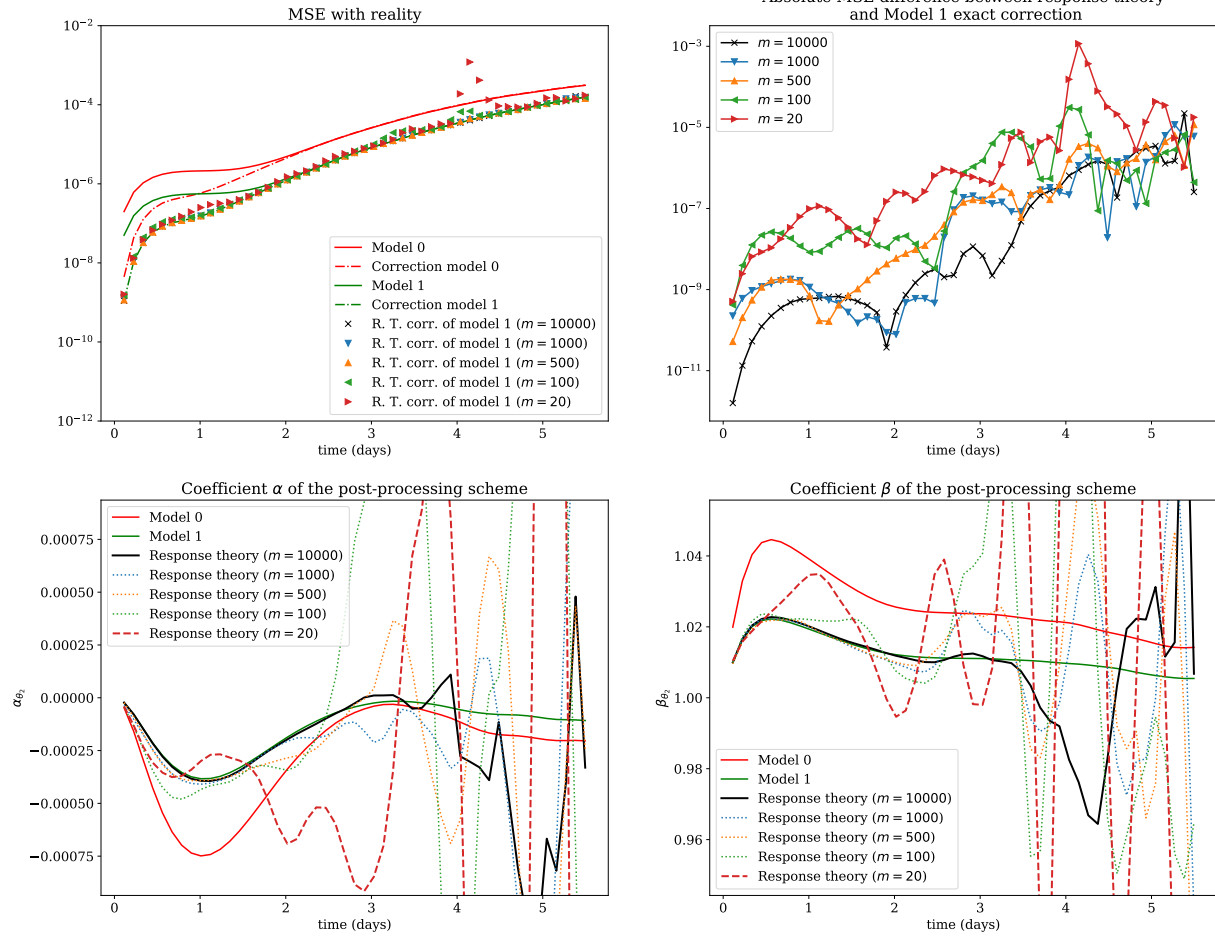 MSE with reality
10⁻²
10⁻⁴
10⁻⁶
10⁻⁸
10⁻¹⁰
10⁻¹²
Model 0
Correction model 0
Model 1
Correction model 1
R. T. corr. of model 1 (m = 10000)
R. T. corr. of model 1 (m = 1000)
R. T. corr. of model 1 (m = 500)
R. T. corr. of model 1 (m = 100)
R. T. corr. of model 1 (m = 20)
0 1 2 3 4 5
time (days)
Absolute MSE difference between response theory
and Model 1 exact correction
10⁻³
10⁻⁵
10⁻⁷
10⁻⁹
10⁻¹¹
m = 10000
m = 1000
m = 500
m = 100
m = 20
0 1 2 3 4 5
time (days)
Coefficient α of the post-processing scheme
0.00075
0.00050
0.00025
0.00000
−0.00025
−0.00050
−0.00075
α_θ₂
Model 0
Model 1
Response theory (m = 10000)
Response theory (m = 1000)
Response theory (m = 500)
Response theory (m = 100)
Response theory (m = 20)
0 1 2 3 4 5
time (days)
Coefficient β of the post-processing scheme
1.04
1.02
1.00
0.98
0.96
β_θ₂
Model 0
Model 1
Response theory (m = 10000)
Response theory (m = 1000)
Response theory (m = 500)
Response theory (m = 100)
Response theory (m = 20)
0 1 2 3 4 5
time (days)